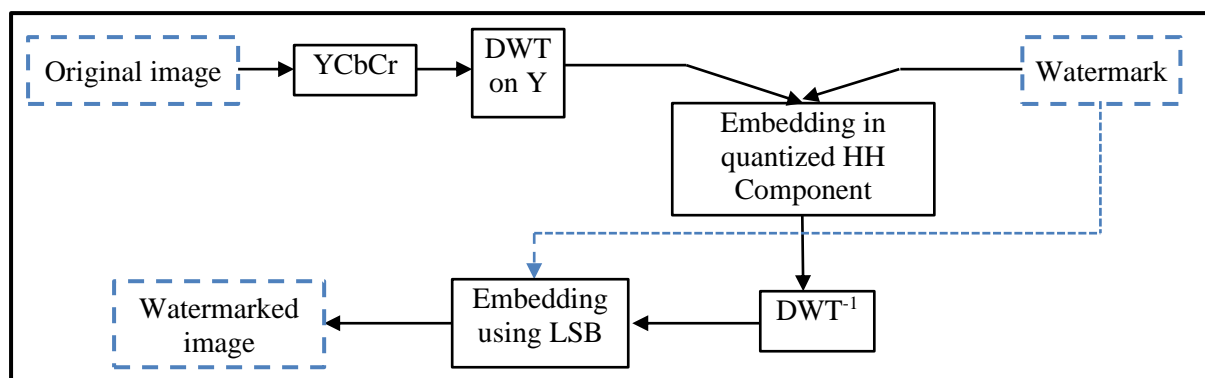 Original image
YCbCr
DWT
on Y
Watermark
Embedding in
quantized HH
Component
Watermarked
image
Embedding
using LSB
DWT-1